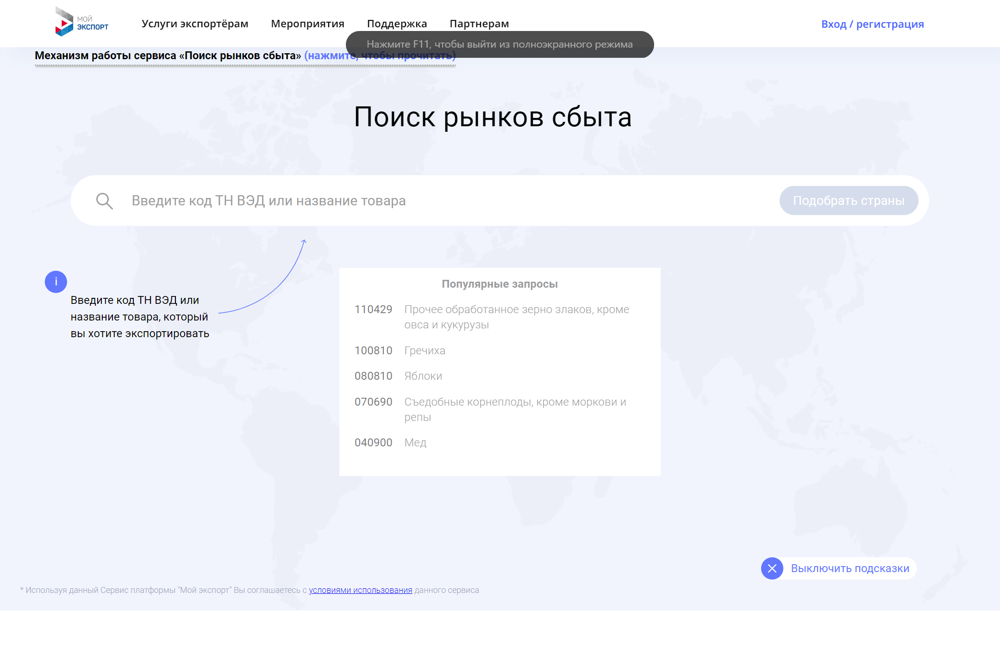 МОЙ
ЭКСПОРТ
Услуги экспортёрам
Мероприятия
Поддержка
Партнерам
Вход / регистрация
Нажмите F11, чтобы выйти из полноэкранного режима
Механизм работы сервиса «Поиск рынков сбыта» (нажмите, чтобы прочитать)
Поиск рынков сбыта
Введите код ТН ВЭД или название товара
Подобрать страны
i
Введите код ТН ВЭД или
название товара, который
вы хотите экспортировать
Популярные запросы
110429 Прочее обработанное зерно злаков, кроме
овса и кукурузы
100810 Гречиха
080810 Яблоки
070690 Съедобные корнеплоды, кроме моркови и
репы
040900 Мед
Выключить подсказки
* Используя данный Сервис платформы "Мой экспорт" Вы соглашаетесь с условиями использования данного сервиса